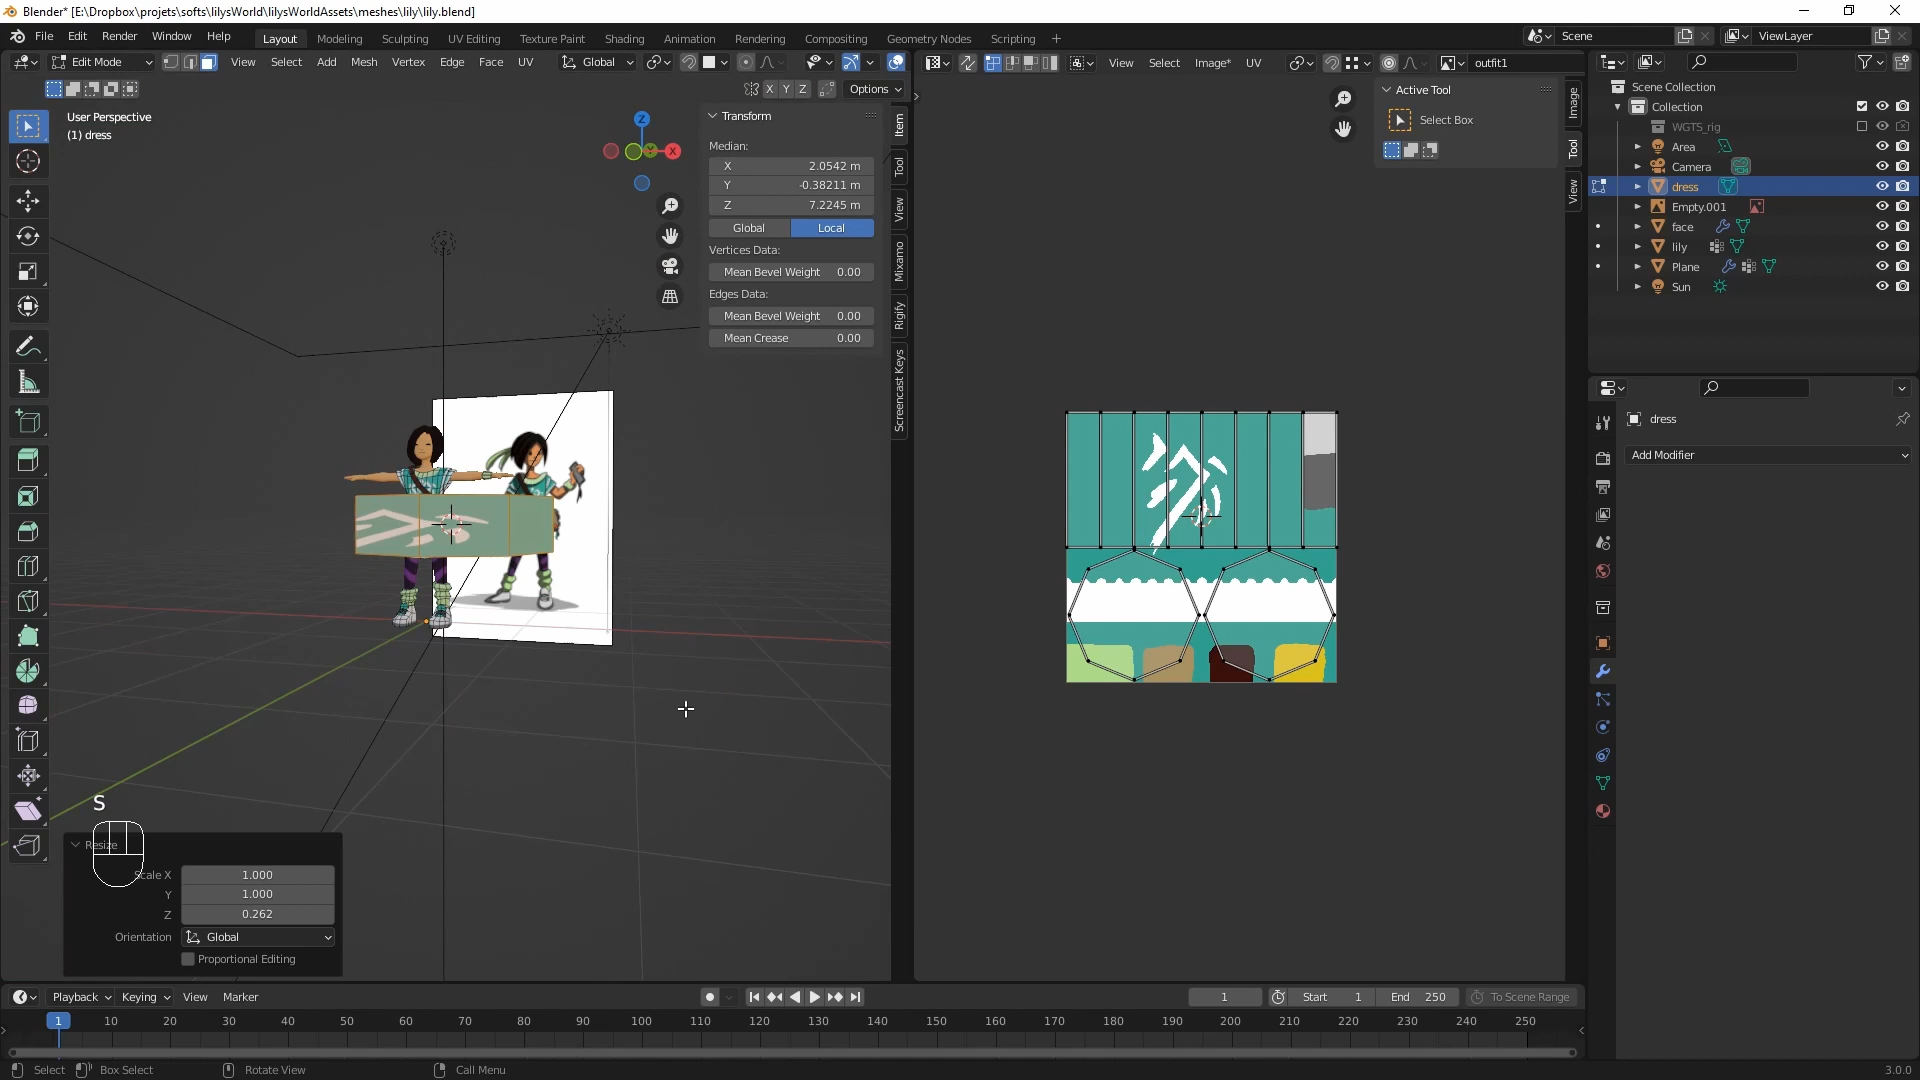 Blender* [E:\Dropbox\projets\softs\lilysWorld\lilysWorldAssets\meshes\lily\lily.blend]
File Edit Render Window Help Layout Modeling Sculpting UV Editing Texture Paint Shading Animation Rendering Compositing Geometry Nodes Scripting + Scene ViewLayer
Edit Mode View Select Add Mesh Vertex Edge Face UV Global View Select Image* UV outfit1
X Y Z Options
User Perspective
(1) dress
Z
X
Transform
Median:
X 2.0542 m
Y -0.38211 m
Z 7.2245 m
Global Local
Vertices Data:
Mean Bevel Weight 0.00
Edges Data:
Mean Bevel Weight 0.00
Mean Crease 0.00
Item
Tool
View
Mixamo
Rigify
Screencast Keys
Active Tool
Select Box
Image
Tool
View
Scene Collection
Collection
WGTS_rig
Area
Camera
dress
Empty.001
face
lily
Plane
Sun
dress
Add Modifier
S
Resize
Scale X 1.000
Y 1.000
Z 0.262
Orientation Global
Proportional Editing
Playback Keying View Marker 1 Start 1 End 250 To Scene Range
1 10 20 30 40 50 60 70 80 90 100 110 120 130 140 150 160 170 180 190 200 210 220 230 240 250
Select Box Select Rotate View Call Menu 3.0.0